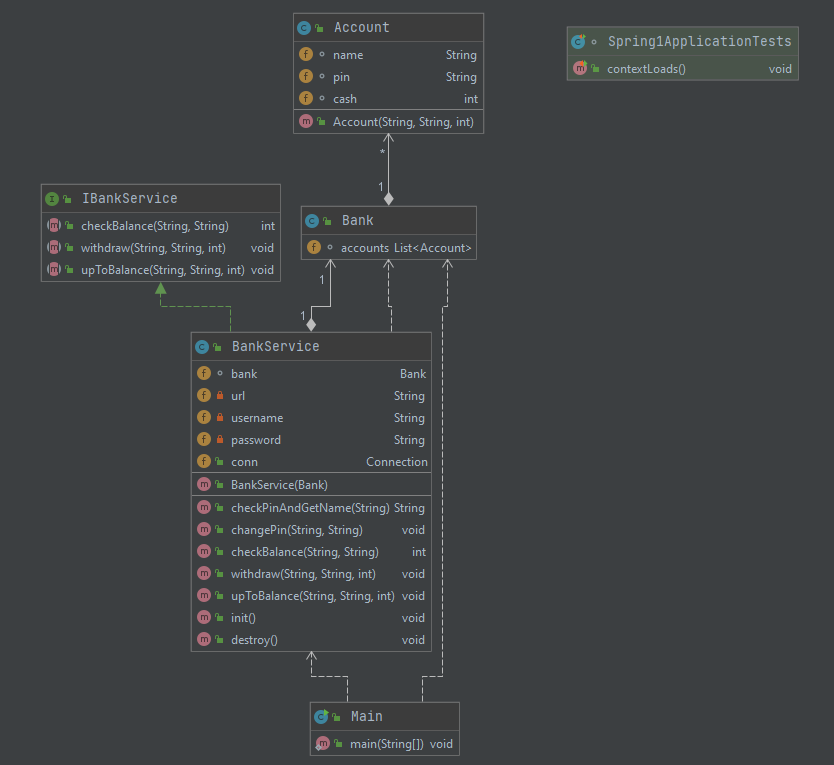 Account
name String
pin String
cash int
Account(String, String, int)
Spring1ApplicationTests
contextLoads() void
*
1
IBankService
checkBalance(String, String) int
withdraw(String, String, int) void
upToBalance(String, String, int) void
Bank
accounts List<Account>
1
1
BankService
bank Bank
url String
username String
password String
conn Connection
BankService(Bank)
checkPinAndGetName(String) String
changePin(String, String) void
checkBalance(String, String) int
withdraw(String, String, int) void
upToBalance(String, String, int) void
init() void
destroy() void
Main
main(String[]) void